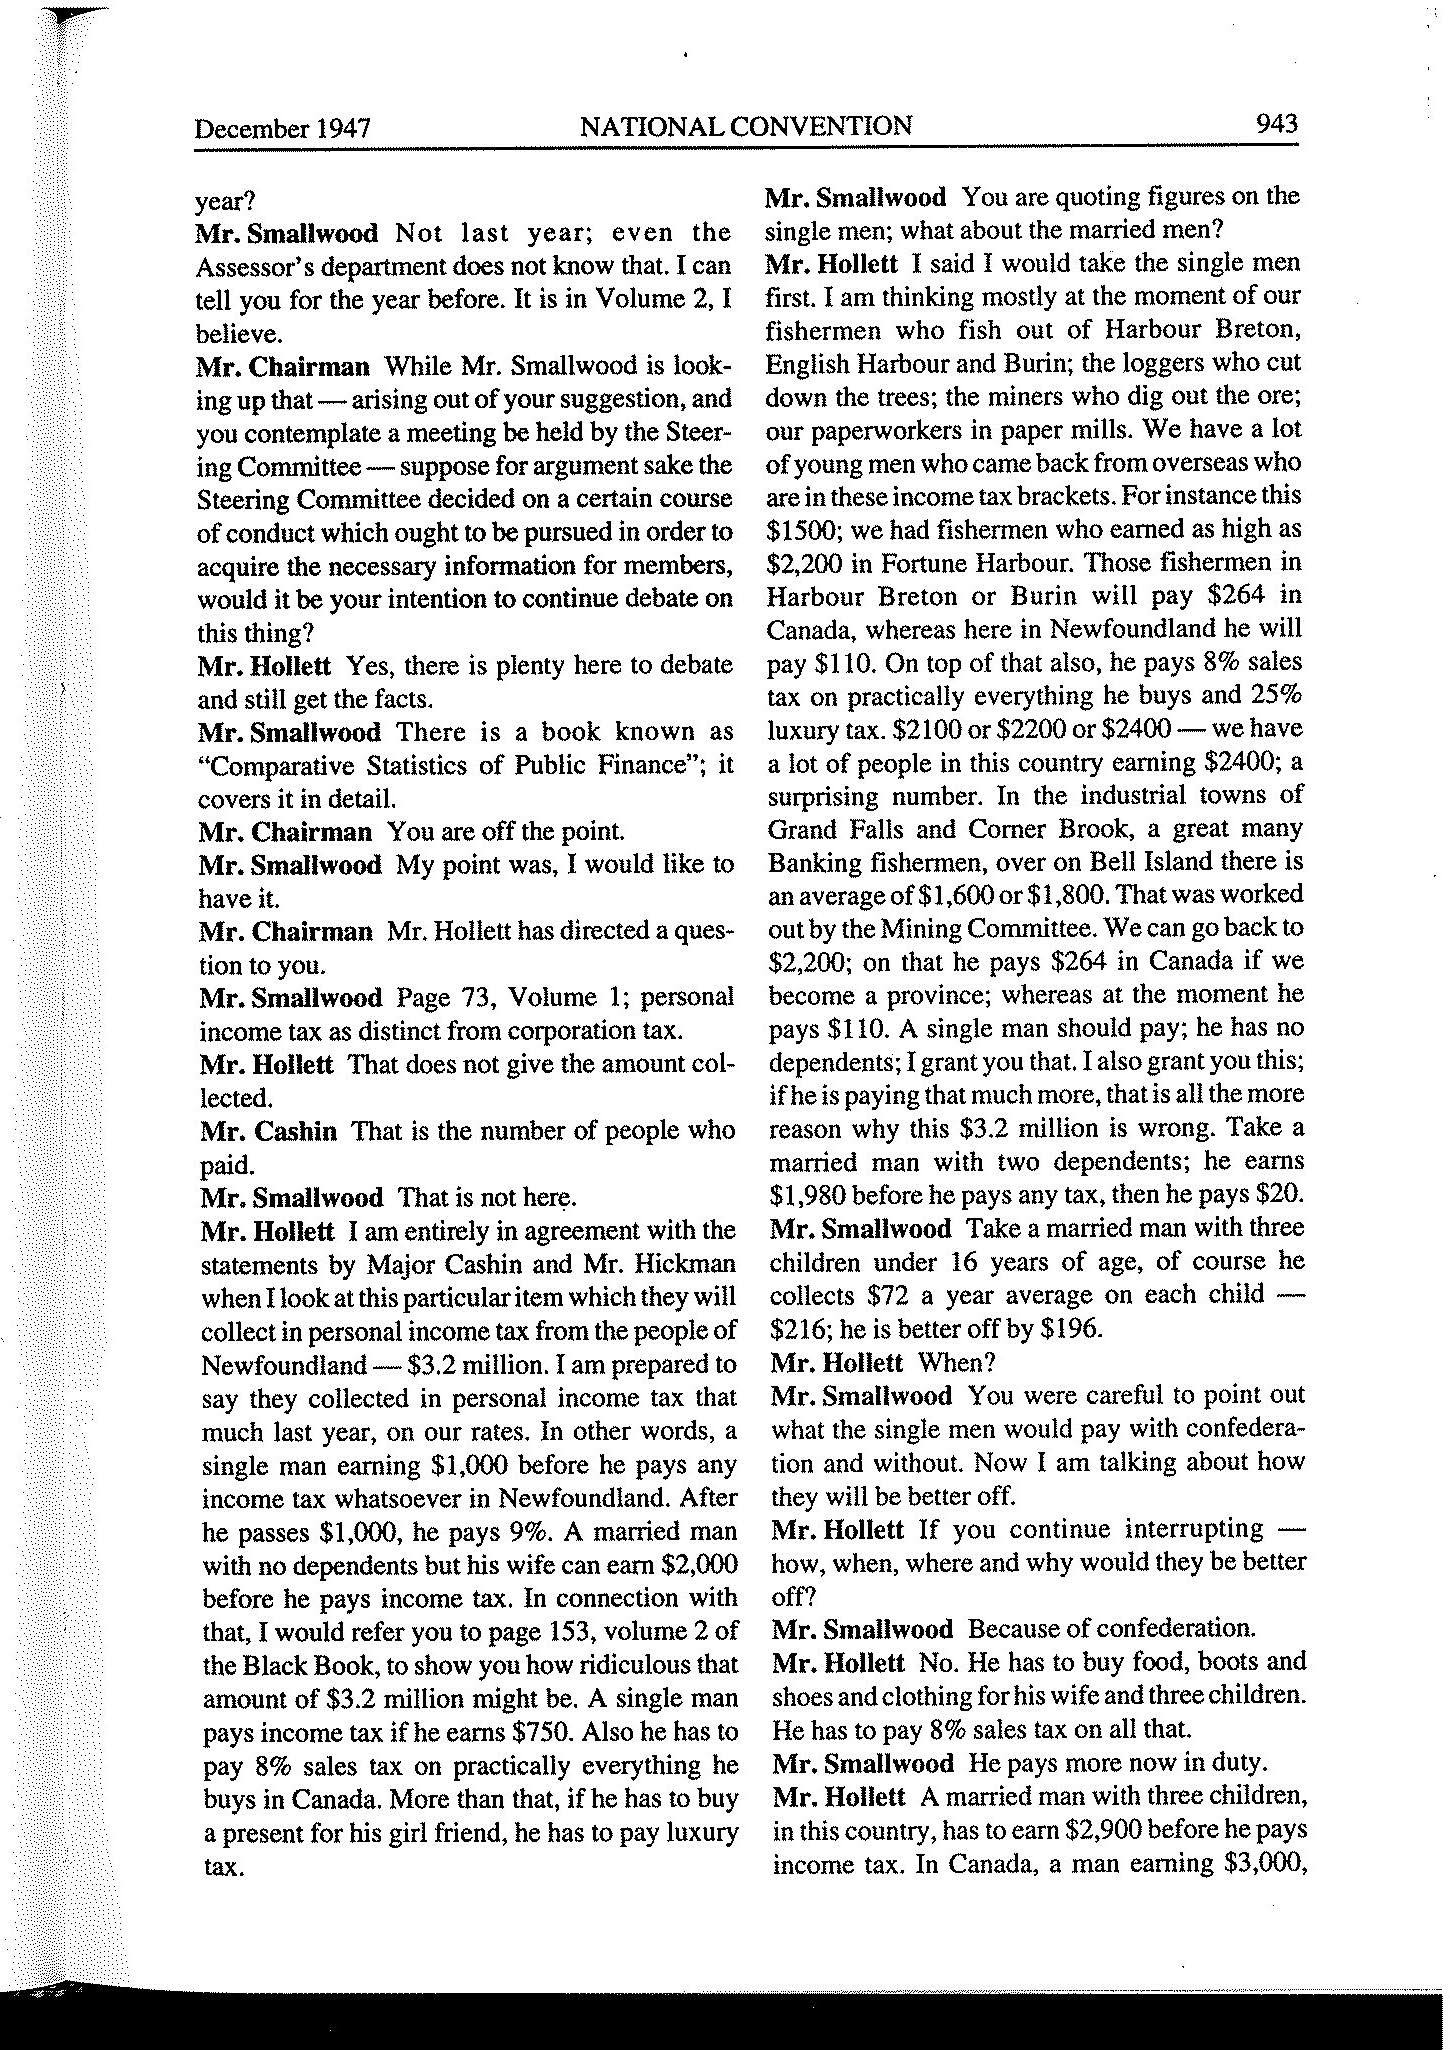 December 1947
NATIONAL CONVENTION
943
year?
Mr. Smallwood Not last year; even the
Assessor's department does not know that. I can
tell you for the year before. It is in Volume 2, I
believe.
Mr. Chairman While Mr. Smallwood is look-
ing up that — arising out of your suggestion, and
you contemplate a meeting be held by the Steer-
ing Committee — suppose for argument sake the
Steering Committee decided on a certain course
of conduct which ought to be pursued in order to
acquire the necessary information for members,
would it be your intention to continue debate on
this thing?
Mr. Hollett Yes, there is plenty here to debate
and still get the facts.
Mr. Smallwood There is a book known as
“Comparative Statistics of Public Finance”; it
covers it in detail.
Mr. Chairman You are off the point.
Mr. Smallwood My point was, I would like to
have it.
Mr. Chairman Mr. Hollett has directed a ques-
tion to you.
Mr. Smallwood Page 73, Volume 1; personal
income tax as distinct from corporation tax.
Mr. Hollett That does not give the amount col-
lected.
Mr. Cashin That is the number of people who
paid.
Mr. Smallwood That is not here.
Mr. Hollett I am entirely in agreement with the
statements by Major Cashin and Mr. Hickman
when I look at this particular item which they will
collect in personal income tax from the people of
Newfoundland — $3.2 million. I am prepared to
say they collected in personal income tax that
much last year, on our rates. In other words, a
single man earning $1,000 before he pays any
income tax whatsoever in Newfoundland. After
he passes $1,000, he pays 9%. A married man
with no dependents but his wife can earn $2,000
before he pays income tax. In connection with
that, I would refer you to page 153, volume 2 of
the Black Book, to show you how ridiculous that
amount of $3.2 million might be. A single man
pays income tax if he earns $750. Also he has to
pay 8% sales tax on practically everything he
buys in Canada. More than that, if he has to buy
a present for his girl friend, he has to pay luxury
tax.
Mr. Smallwood You are quoting figures on the
single men; what about the married men?
Mr. Hollett I said I would take the single men
first. I am thinking mostly at the moment of our
fishermen who fish out of Harbour Breton,
English Harbour and Burin; the loggers who cut
down the trees; the miners who dig out the ore;
our paperworkers in paper mills. We have a lot
of young men who came back from overseas who
are in these income tax brackets. For instance this
$1500; we had fishermen who earned as high as
$2,200 in Fortune Harbour. Those fishermen in
Harbour Breton or Burin will pay $264 in
Canada, whereas here in Newfoundland he will
pay $110. On top of that also, he pays 8% sales
tax on practically everything he buys and 25%
luxury tax. $2100 or $2200 or $2400 — we have
a lot of people in this country earning $2400; a
surprising number. In the industrial towns of
Grand Falls and Corner Brook, a great many
Banking fishermen, over on Bell Island there is
an average of $1,600 or $1,800. That was worked
out by the Mining Committee. We can go back to
$2,200; on that he pays $264 in Canada if we
become a province; whereas at the moment he
pays $110. A single man should pay; he has no
dependents; I grant you that. I also grant you this;
if he is paying that much more, that is all the more
reason why this $3.2 million is wrong. Take a
married man with two dependents; he earns
$1,980 before he pays any tax, then he pays $20.
Mr. Smallwood Take a married man with three
children under 16 years of age, of course he
collects $72 a year average on each child —
$216; he is better off by $196.
Mr. Hollett When?
Mr. Smallwood You were careful to point out
what the single men would pay with confedera-
tion and without. Now I am talking about how
they will be better off.
Mr. Hollett If you continue interrupting —
how, when, where and why would they be better
off?
Mr. Smallwood Because of confederation.
Mr. Hollett No. He has to buy food, boots and
shoes and clothing for his wife and three children.
He has to pay 8% sales tax on all that.
Mr. Smallwood He pays more now in duty.
Mr. Hollett A married man with three children,
in this country, has to earn $2,900 before he pays
income tax. In Canada, a man earning $3,000,